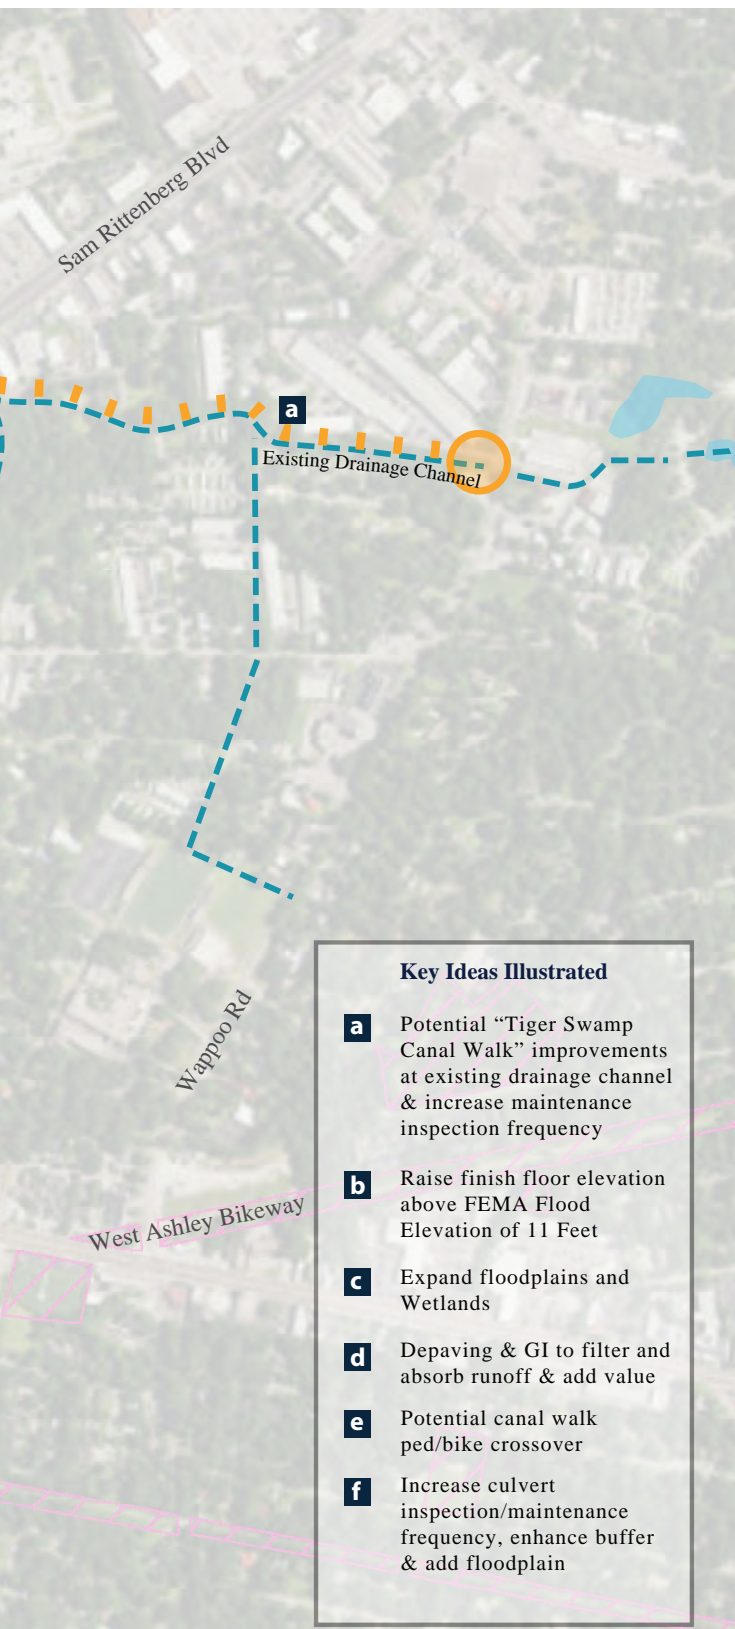 Sam Rittenberg Blvd
a
Existing Drainage Channel
Wappoo Rd
West Ashley Bikeway
Key Ideas Illustrated
a
Potential “Tiger Swamp
Canal Walk” improvements
at existing drainage channel
& increase maintenance
inspection frequency
b
Raise finish floor elevation
above FEMA Flood
Elevation of 11 Feet
c
Expand floodplains and
Wetlands
d
Depaving & GI to filter and
absorb runoff & add value
e
Potential canal walk
ped/bike crossover
f
Increase culvert
inspection/maintenance
frequency, enhance buffer
& add floodplain